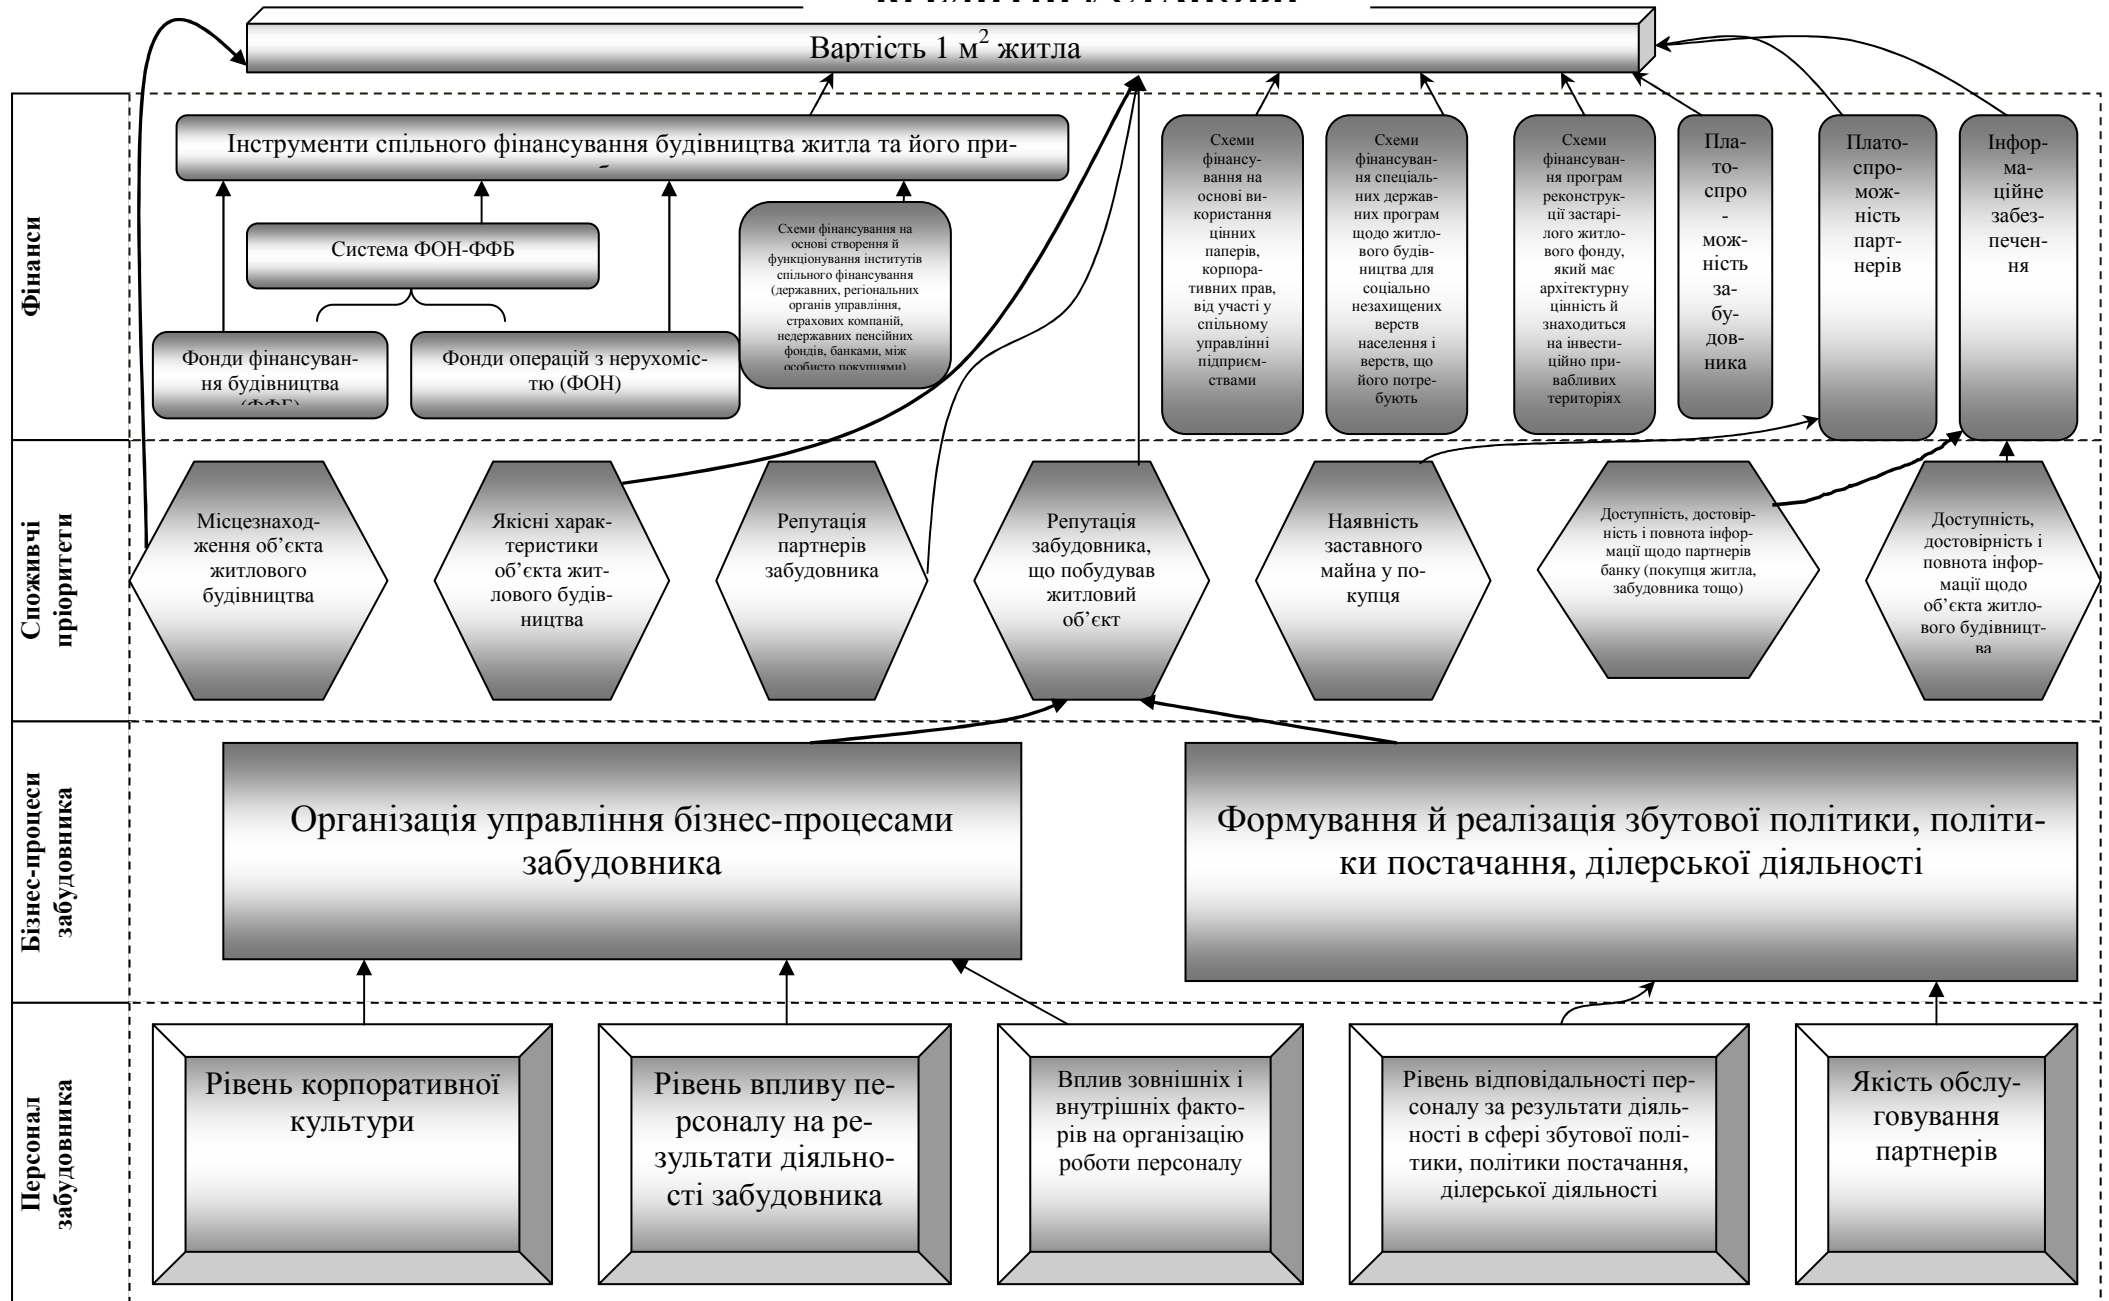 Вартість 1 м² житла
Фінанси
Інструменти спільного фінансування будівництва житла та його при-
Система ФОН-ФФБ
Фонди фінансуван-
ня будівництва
(ФФБ)
Фонди операцій з нерухоміс-
тю (ФОН)
Схеми фінансування на
основі створення й
функціонування інститутів
спільного фінансування
(державних, регіональних
органів управління,
страхових компаній,
недержавних пенсійних
фондів, банками, між
особисто покупцями)
Схеми
фінансу-
вання на
основі ви-
користання
цінних
паперів,
корпора-
тивних прав,
від участі у
спільному
управлінні
підприєм-
ствами
Схеми
фінансуван-
ня спеціаль-
них держав-
них програм
щодо житло-
вого будів-
ництва для
соціально
незахищених
верств
населення і
верств, що
його потре-
бують
Схеми
фінансуван-
ня програм
реконструк-
ції застарі-
лого житло-
вого фонду,
який має
архітектурну
цінність й
знаходиться
на інвести-
ційно при-
вабливих
територіях
Пла-
то-
спро
-
мож-
ність
за-
бу-
дов-
ника
Плато-
спро-
мож-
ність
парт-
нерів
Інфор-
ма-
ційне
забез-
печен-
ня
Споживчі
пріоритети
Місцезнаход-
ження об’єкта
житлового
будівництва
Якісні харак-
теристики
об’єкта жит-
лового будів-
ництва
Репутація
партнерів
забудовника
Репутація
забудовника,
що побудував
житловий
об’єкт
Наявність
заставного
майна у по-
купця
Доступність, достовір-
ність і повнота інфор-
мації щодо партнерів
банку (покупця житла,
забудовника тощо)
Доступність,
достовірність і
повнота інфор-
мації щодо
об’єкта житло-
вого будівницт-
ва
Бізнес-процеси
забудовника
Організація управління бізнес-процесами
забудовника
Формування й реалізація збутової політики, політи-
ки постачання, ділерської діяльності
Персонал
забудовника
Рівень корпоративної
культури
Рівень впливу пе-
рсоналу на ре-
зультати діяльно-
сті забудовника
Вплив зовнішніх і
внутрішніх факто-
рів на організацію
роботи персоналу
Рівень відповідальності пер-
соналу за результати діяль-
ності в сфері збутової полі-
тики, політики постачання,
ділерської діяльності
Якість обслу-
говування
партнерів